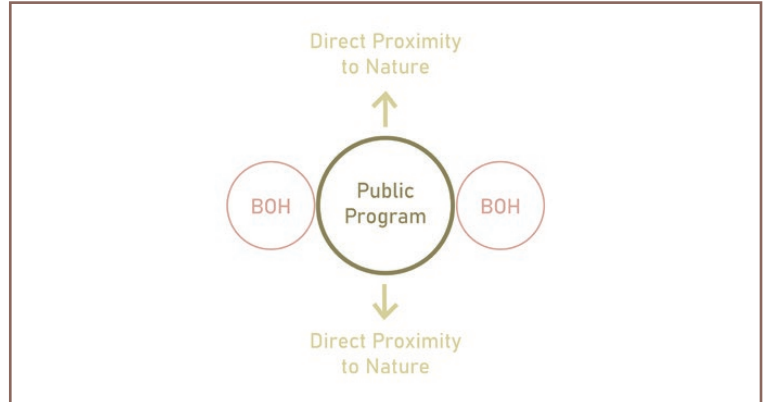 Direct Proximity
to Nature
BOH
Public
Program
BOH
Direct Proximity
to Nature